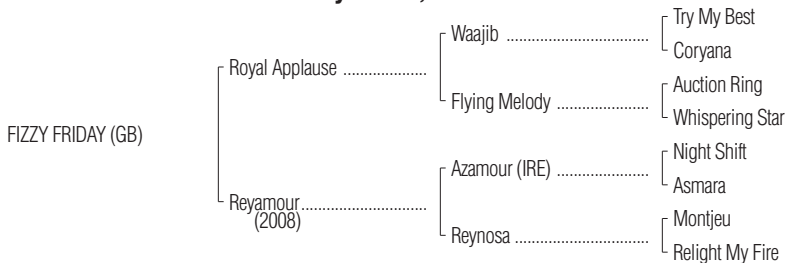 Waajib ....................................
Try My Best
Coryana
Royal Applause .....................
Flying Melody .......................
Auction Ring
Whispering Star
FIZZY FRIDAY (GB)
Azamour (IRE) .......................
Night Shift
Asmara
Reyamour................................
(2008)
Reynosa ..................................
Montjeu
Relight My Fire